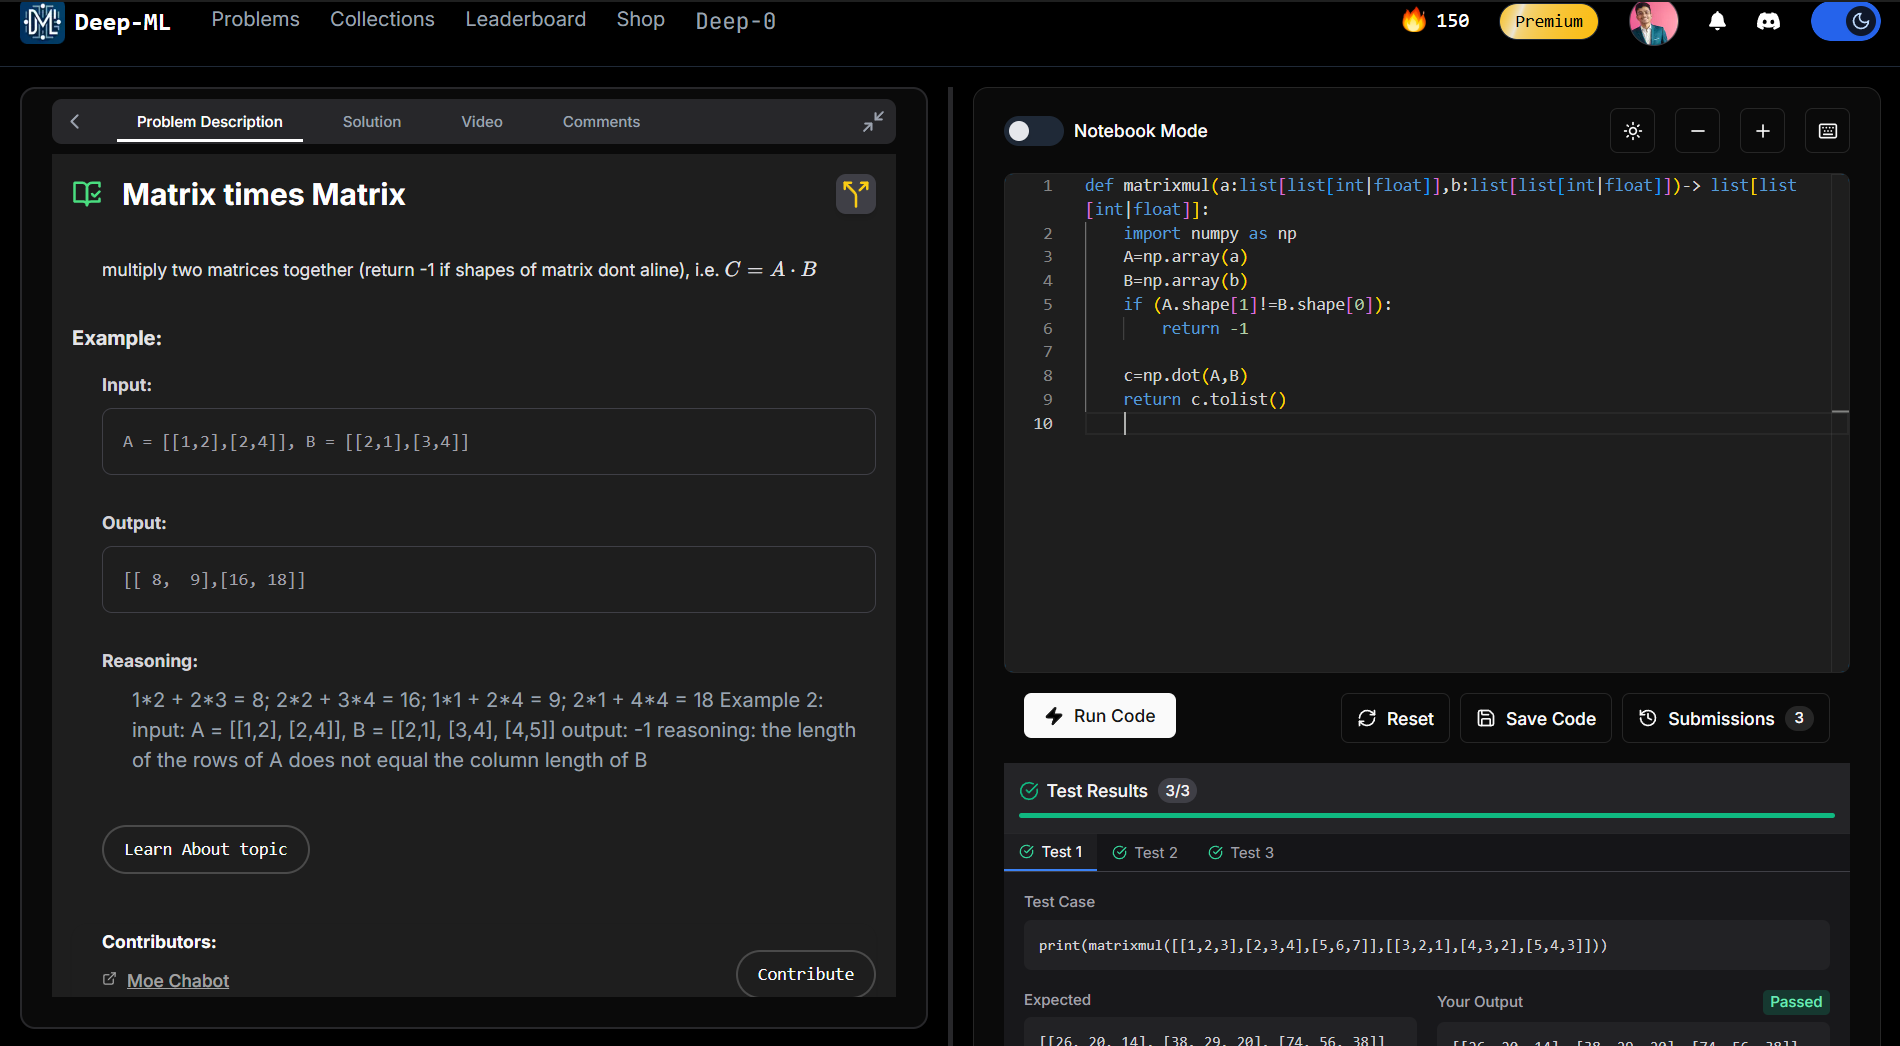 Deep-ML
Problems
Collections
Leaderboard
Shop
Deep-0
150
Premium
Problem Description
Solution
Video
Comments
Matrix times Matrix
multiply two matrices together (return -1 if shapes of matrix dont aline), i.e. C = A · B
Example:
Input:
A = [[1,2],[2,4]], B = [[2,1],[3,4]]
Output:
[[ 8,  9],[16, 18]]
Reasoning:
1*2 + 2*3 = 8; 2*2 + 3*4 = 16; 1*1 + 2*4 = 9; 2*1 + 4*4 = 18 Example 2:
input: A = [[1,2], [2,4]], B = [[2,1], [3,4], [4,5]] output: -1 reasoning: the length
of the rows of A does not equal the column length of B
Learn About topic
Contributors:
Moe Chabot
Contribute
Notebook Mode
1 def matrixmul(a:list[list[int|float]],b:list[list[int|float]])-> list[list
[int|float]]:
2 import numpy as np
3 A=np.array(a)
4 B=np.array(b)
5 if (A.shape[1]!=B.shape[0]):
6 return -1
7
8 c=np.dot(A,B)
9 return c.tolist()
10
Run Code
Reset
Save Code
Submissions 3
Test Results 3/3
Test 1
Test 2
Test 3
Test Case
print(matrixmul([[1,2,3],[2,3,4],[5,6,7]],[[3,2,1],[4,3,2],[5,4,3]]))
Expected
Your Output
Passed
[[26, 20, 14], [38, 29, 20], [74, 56, 38]]
[[26, 20, 14], [38, 29, 20], [74, 56, 38]]